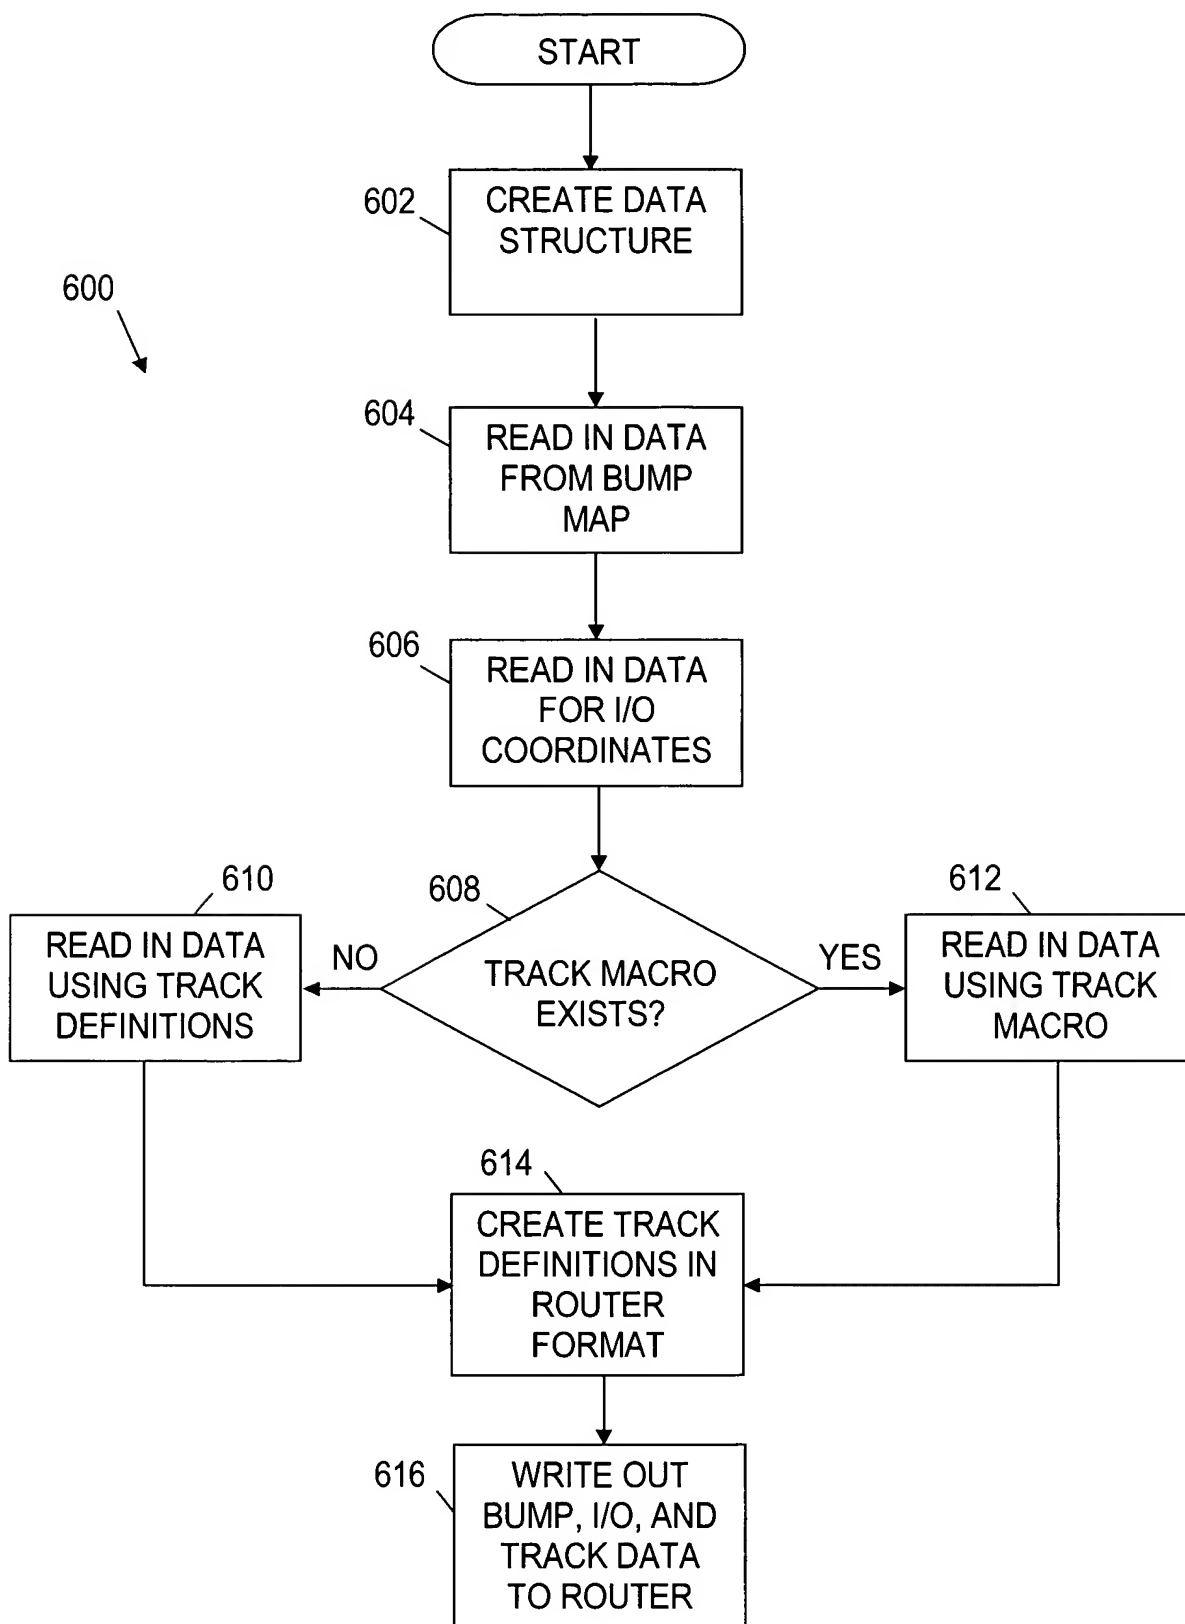 START
602
CREATE DATA
STRUCTURE
600
604
READ IN DATA
FROM BUMP
MAP
606
READ IN DATA
FOR I/O
COORDINATES
608
TRACK MACRO
EXISTS?
NO
YES
610
READ IN DATA
USING TRACK
DEFINITIONS
612
READ IN DATA
USING TRACK
MACRO
614
CREATE TRACK
DEFINITIONS IN
ROUTER
FORMAT
616
WRITE OUT
BUMP, I/O, AND
TRACK DATA
TO ROUTER